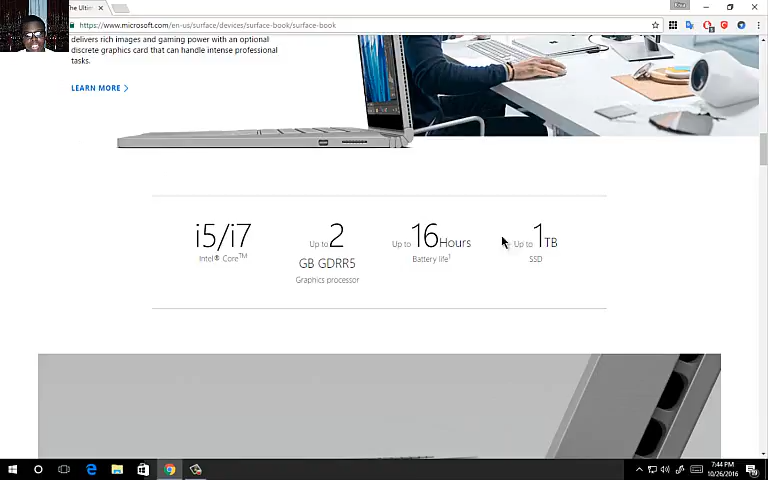 he Ultim
Kiva
https://www.microsoft.com/en-us/surface/devices/surface-book/surface-book
delivers rich images and gaming power with an optional
discrete graphics card that can handle intense professional
tasks.
LEARN MORE
i5/i7
Intel® Core™
Up to 2
GB GDRR5
Graphics processor
Up to 16 Hours
Battery life¹
Up to 1TB
SSD
7:44 PM
10/26/2016